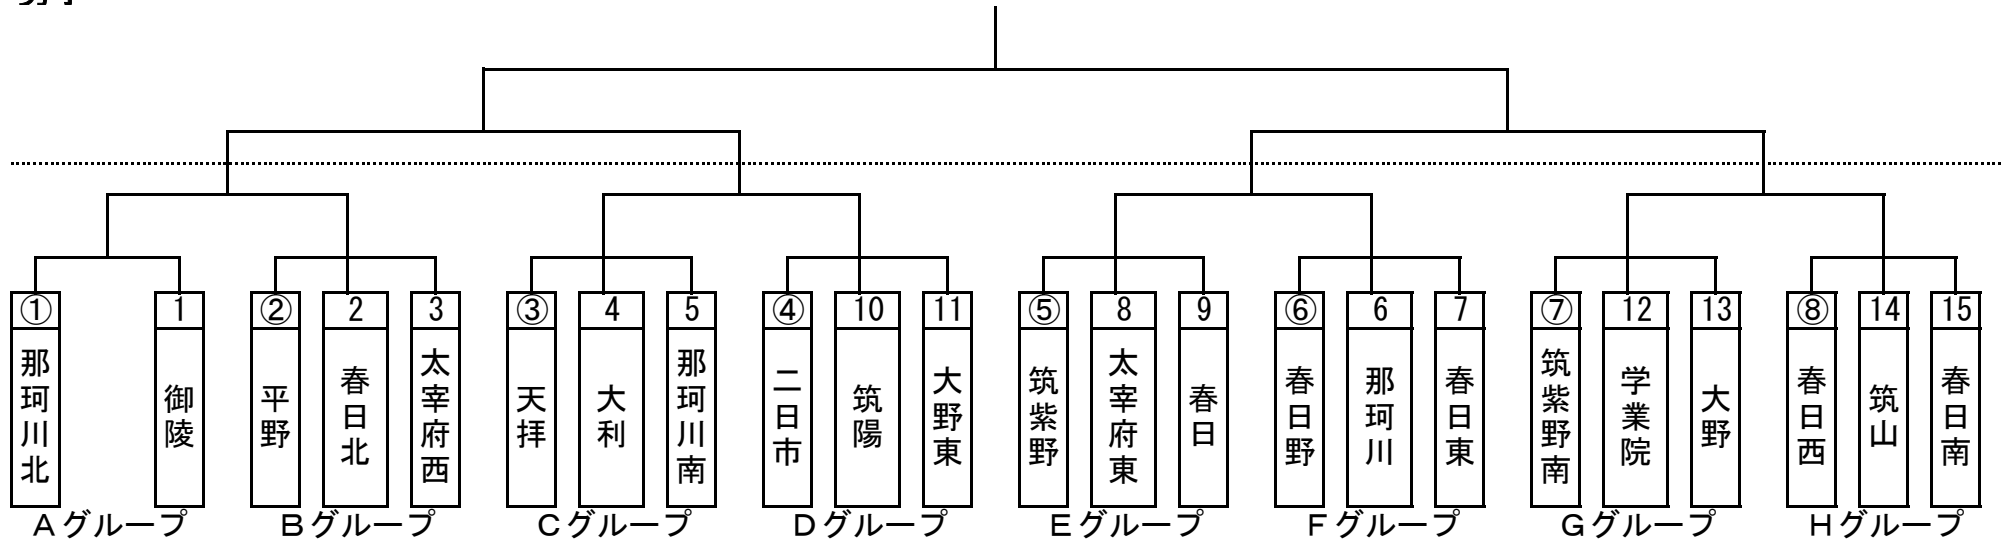 ① 1 ② 2 3 ③ 4 5 ④ 10 11 ⑤ 8 9 ⑥ 6 7 ⑦ 12 13 ⑧ 14 15
那珂川北
御陵
平野
春日北
太宰府西
天拝
大利
那珂川南
二日市
筑陽
大野東
筑紫野
太宰府東
春日
春日野
那珂川
春日東
筑紫野南
学業院
大野
春日西
筑山
春日南
Aグループ Bグループ Cグループ Dグループ Eグループ Fグループ Gグループ Hグループ